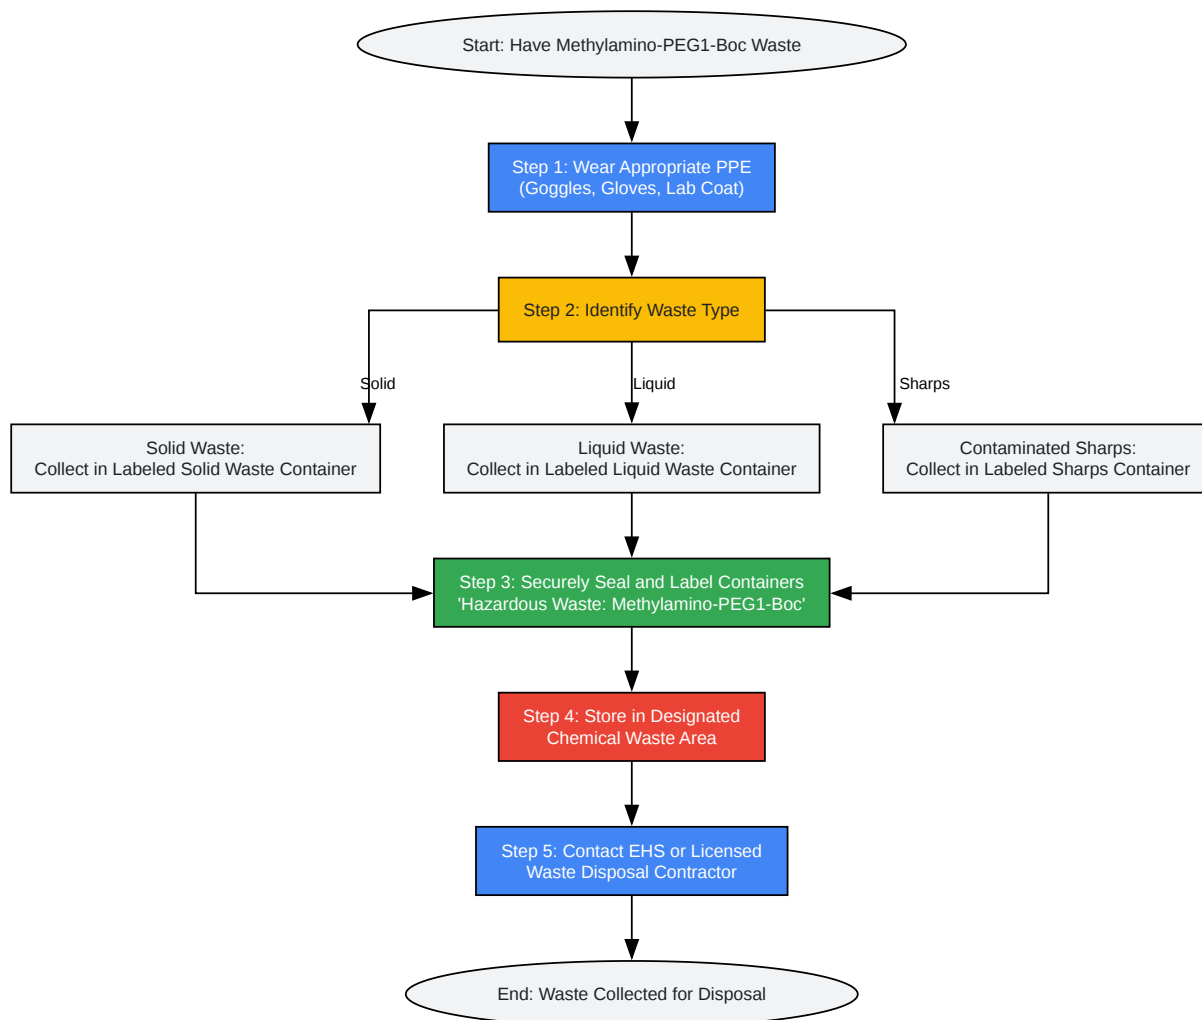 Start: Have Methylamino-PEG1-Boc Waste
Step 1: Wear Appropriate PPE
(Goggles, Gloves, Lab Coat)
Step 2: Identify Waste Type
Solid
Liquid
Sharps
Solid Waste:
Collect in Labeled Solid Waste Container
Liquid Waste:
Collect in Labeled Liquid Waste Container
Contaminated Sharps:
Collect in Labeled Sharps Container
Step 3: Securely Seal and Label Containers
'Hazardous Waste: Methylamino-PEG1-Boc'
Step 4: Store in Designated
Chemical Waste Area
Step 5: Contact EHS or Licensed
Waste Disposal Contractor
End: Waste Collected for Disposal